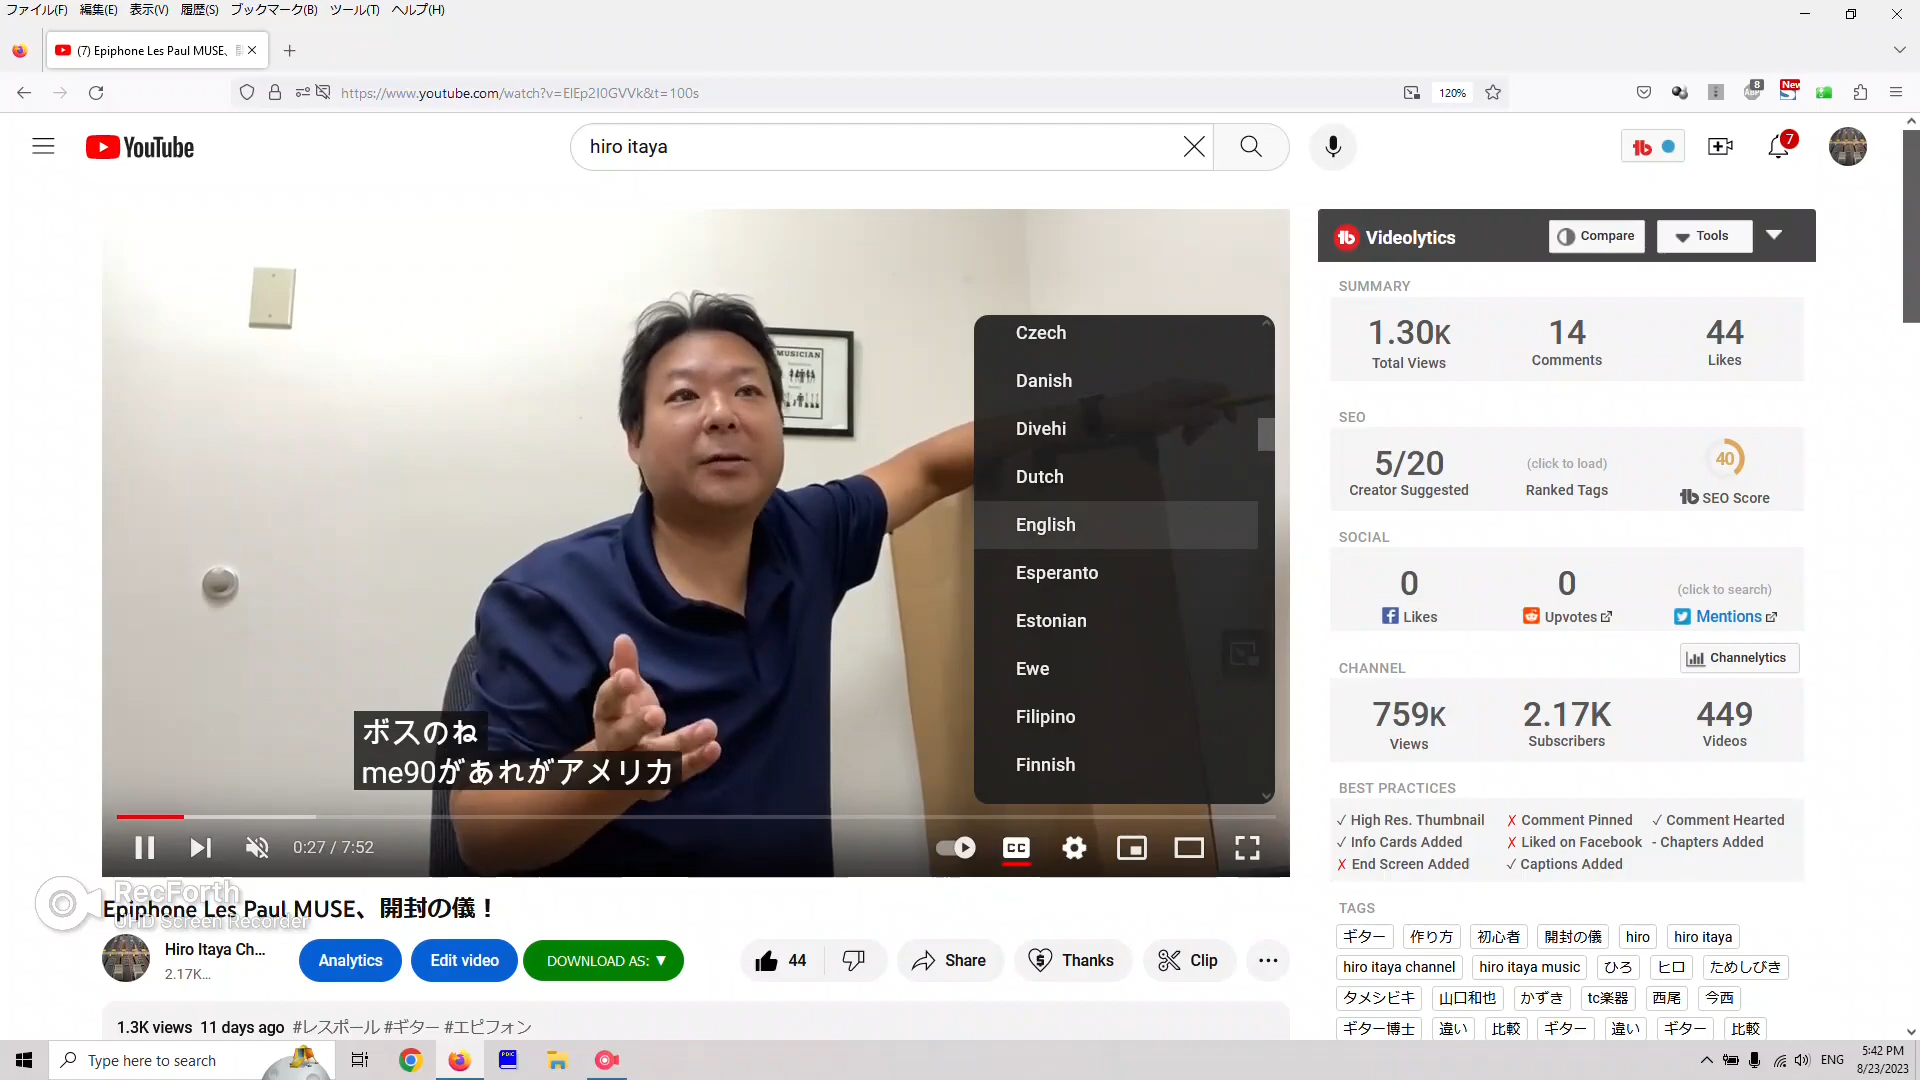 ファイル(F) 編集(E) 表示(V) 履歴(S) ブックマーク(B) ツール(T) ヘルプ(H)
(7) Epiphone Les Paul MUSE、
https://www.youtube.com/watch?v=ElEp2I0GVVk&t=100s
120%
8
New
YouTube
hiro itaya
7
MUSICIAN
Czech
Danish
Divehi
Dutch
English
Esperanto
Estonian
Ewe
Filipino
Finnish
ボスのね
me90があれがアメリカ
0:27 / 7:52
CC
RecForth
UHD Screen Recorder
Epiphone Les Paul MUSE、開封の儀！
Hiro Itaya Ch...
2.17K...
Analytics
Edit video
DOWNLOAD AS: ▼
44
Share
Thanks
Clip
1.3K views 11 days ago #レスポール #ギター #エピフォン
Videolytics
Compare
Tools
SUMMARY
1.30K 14 44
Total Views Comments Likes
SEO
5/20 (click to load) 40
Creator Suggested Ranked Tags SEO Score
SOCIAL
0 0 (click to search)
Likes Upvotes Mentions
CHANNEL
Channelytics
759K 2.17K 449
Views Subscribers Videos
BEST PRACTICES
✓ High Res. Thumbnail ✗ Comment Pinned ✓ Comment Hearted
✓ Info Cards Added ✗ Liked on Facebook - Chapters Added
✗ End Screen Added ✓ Captions Added
TAGS
ギター 作り方 初心者 開封の儀 hiro hiro itaya
hiro itaya channel hiro itaya music ひろ ヒロ ためしびき
タメシビキ 山口和也 かずき tc楽器 西尾 今西
ギター博士 違い 比較 ギター 違い ギター 比較
Type here to search
PDIC
ENG
5:42 PM
8/23/2023